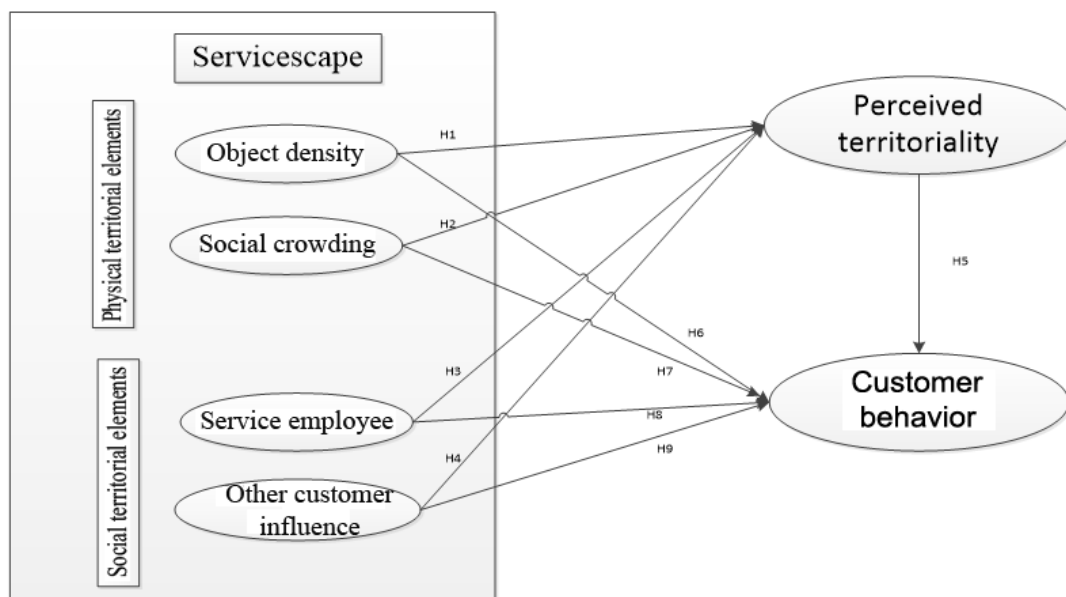 Servicescape
Physical territorial elements
Object density
Social crowding
Social territorial elements
Service employee
Other customer
influence
H1
H2
H3
H4
H6
H7
H8
H9
Perceived
territoriality
H5
Customer
behavior